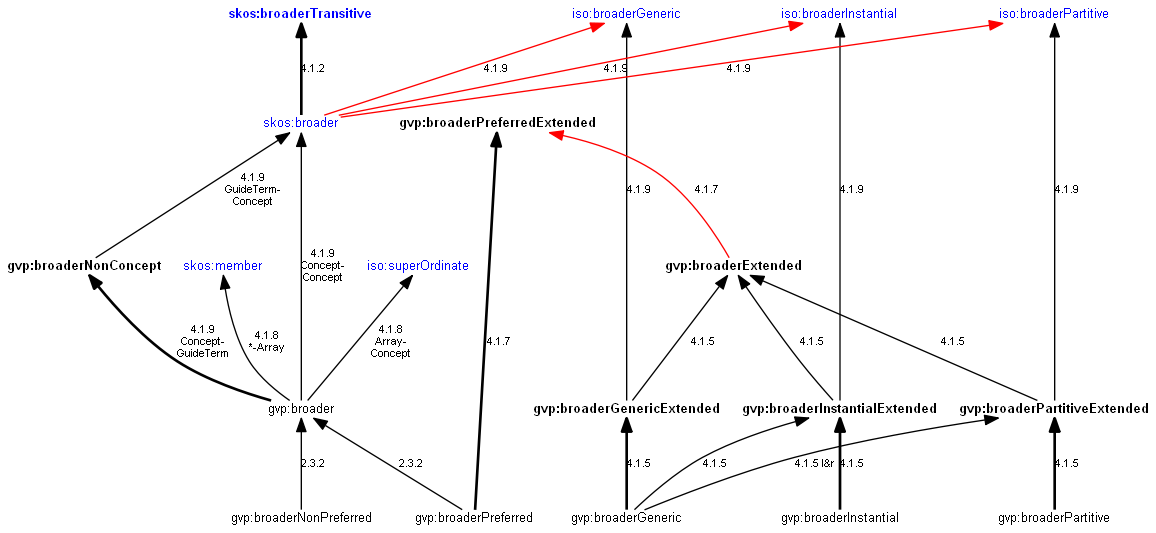 skos:broaderTransitive
iso:broaderGeneric
iso:broaderInstantial
iso:broaderPartitive
4.1.2
4.1.9
4.1.9
4.1.9
skos:broader
gvp:broaderPreferredExtended
4.1.9
GuideTerm-
Concept
4.1.9
4.1.7
4.1.9
4.1.9
gvp:broaderNonConcept
skos:member
4.1.9
Concept-
Concept
iso:superOrdinate
gvp:broaderExtended
4.1.9
Concept-
GuideTerm
4.1.8
*-Array
4.1.8
Array-
Concept
4.1.7
4.1.5
4.1.5
4.1.5
gvp:broader
gvp:broaderGenericExtended
gvp:broaderInstantialExtended
gvp:broaderPartitiveExtended
2.3.2
2.3.2
4.1.5
4.1.5
4.1.5 I&r
4.1.5
4.1.5
gvp:broaderNonPreferred
gvp:broaderPreferred
gvp:broaderGeneric
gvp:broaderInstantial
gvp:broaderPartitive